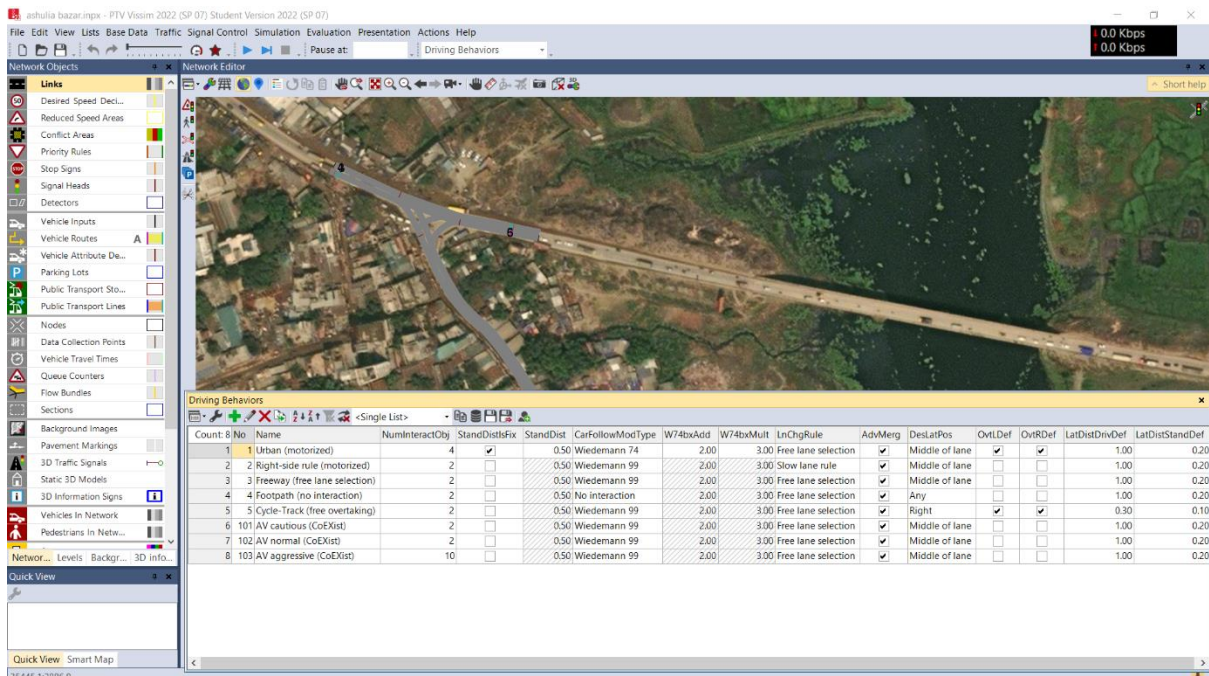 ashulia bazar.inpx - PTV Vissim 2022 (SP 07) Student Version 2022 (SP 07)
File Edit View Lists Base Data Traffic Signal Control Simulation Evaluation Presentation Actions Help
0.0 Kbps
0.0 Kbps
Pause at: Driving Behaviors
Network Objects
Network Editor
Short help
Links
50 Desired Speed Deci...
Reduced Speed Areas
Conflict Areas
Priority Rules
STOP Stop Signs
Signal Heads
Detectors
Vehicle Inputs
Vehicle Routes A
Vehicle Attribute De...
P Parking Lots
Public Transport Sto...
Public Transport Lines
Nodes
Data Collection Points
Vehicle Travel Times
Queue Counters
Flow Bundles
Sections
Background Images
Pavement Markings
3D Traffic Signals
Static 3D Models
3D Information Signs
Vehicles In Network
Pedestrians In Netw...
Networ... Levels Backgr... 3D info...
Quick View
Quick View Smart Map
4
6
Driving Behaviors
<Single List>
Count: 8 No Name NumInteractObj StandDistIsFix StandDist CarFollowModType W74bxAdd W74bxMult LnChgRule AdvMerg DesLatPos OvtLDef OvtRDef LatDistDrivDef LatDistStandDef
1 1 Urban (motorized) 4 0.50 Wiedemann 74 2.00 3.00 Free lane selection Middle of lane 1.00 0.20
2 2 Right-side rule (motorized) 2 0.50 Wiedemann 99 2.00 3.00 Slow lane rule Middle of lane 1.00 0.20
3 3 Freeway (free lane selection) 2 0.50 Wiedemann 99 2.00 3.00 Free lane selection Middle of lane 1.00 0.20
4 4 Footpath (no interaction) 2 0.50 No interaction 2.00 3.00 Free lane selection Any 1.00 0.20
5 5 Cycle-Track (free overtaking) 2 0.50 Wiedemann 99 2.00 3.00 Free lane selection Right 0.30 0.10
6 101 AV cautious (CoEXist) 2 0.50 Wiedemann 99 2.00 3.00 Free lane selection Middle of lane 1.00 0.20
7 102 AV normal (CoEXist) 2 0.50 Wiedemann 99 2.00 3.00 Free lane selection Middle of lane 1.00 0.20
8 103 AV aggressive (CoEXist) 10 0.50 Wiedemann 99 2.00 3.00 Free lane selection Middle of lane 1.00 0.20